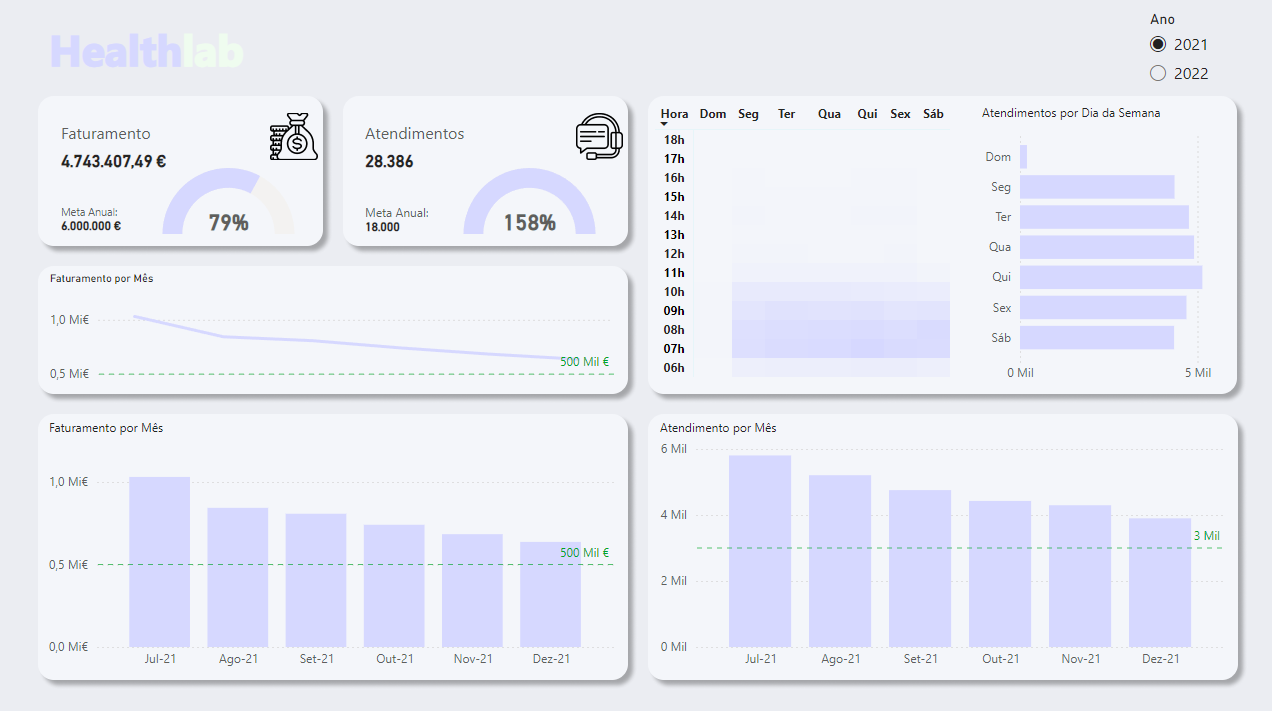 Healthlab
Ano
2021
2022
Faturamento
4.743.407,49 €
Meta Anual:
6.000.000 €
79%
Atendimentos
28.386
Meta Anual:
18.000
158%
Hora Dom Seg Ter Qua Qui Sex Sáb
18h
17h
16h
15h
14h
13h
12h
11h
10h
09h
08h
07h
06h
Atendimentos por Dia da Semana
Dom
Seg
Ter
Qua
Qui
Sex
Sáb
0 Mil 5 Mil
Faturamento por Mês
1,0 Mi€
500 Mil €
0,5 Mi€
Faturamento por Mês
1,0 Mi€
500 Mil €
0,5 Mi€
0,0 Mi€
Jul-21 Ago-21 Set-21 Out-21 Nov-21 Dez-21
Atendimento por Mês
6 Mil
4 Mil
3 Mil
2 Mil
0 Mil
Jul-21 Ago-21 Set-21 Out-21 Nov-21 Dez-21